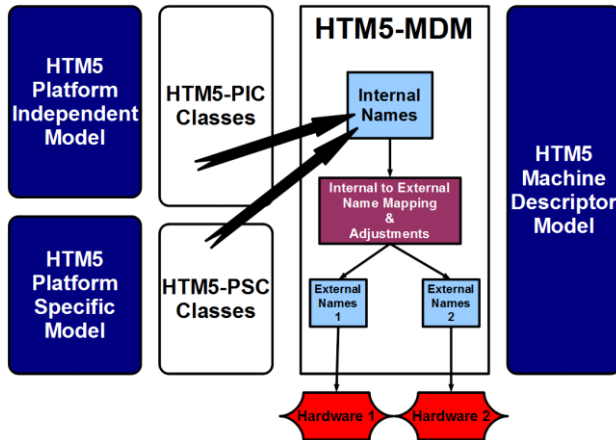 HTM5
Platform
Independent
Model
HTM5-PIC
Classes
HTM5-MDM
Internal
Names
Internal to External
Name Mapping
&
Adjustments
External
Names
1
External
Names
2
HTM5
Machine
Descriptor
Model
HTM5
Platform
Specific
Model
HTM5-PSC
Classes
Hardware 1
Hardware 2